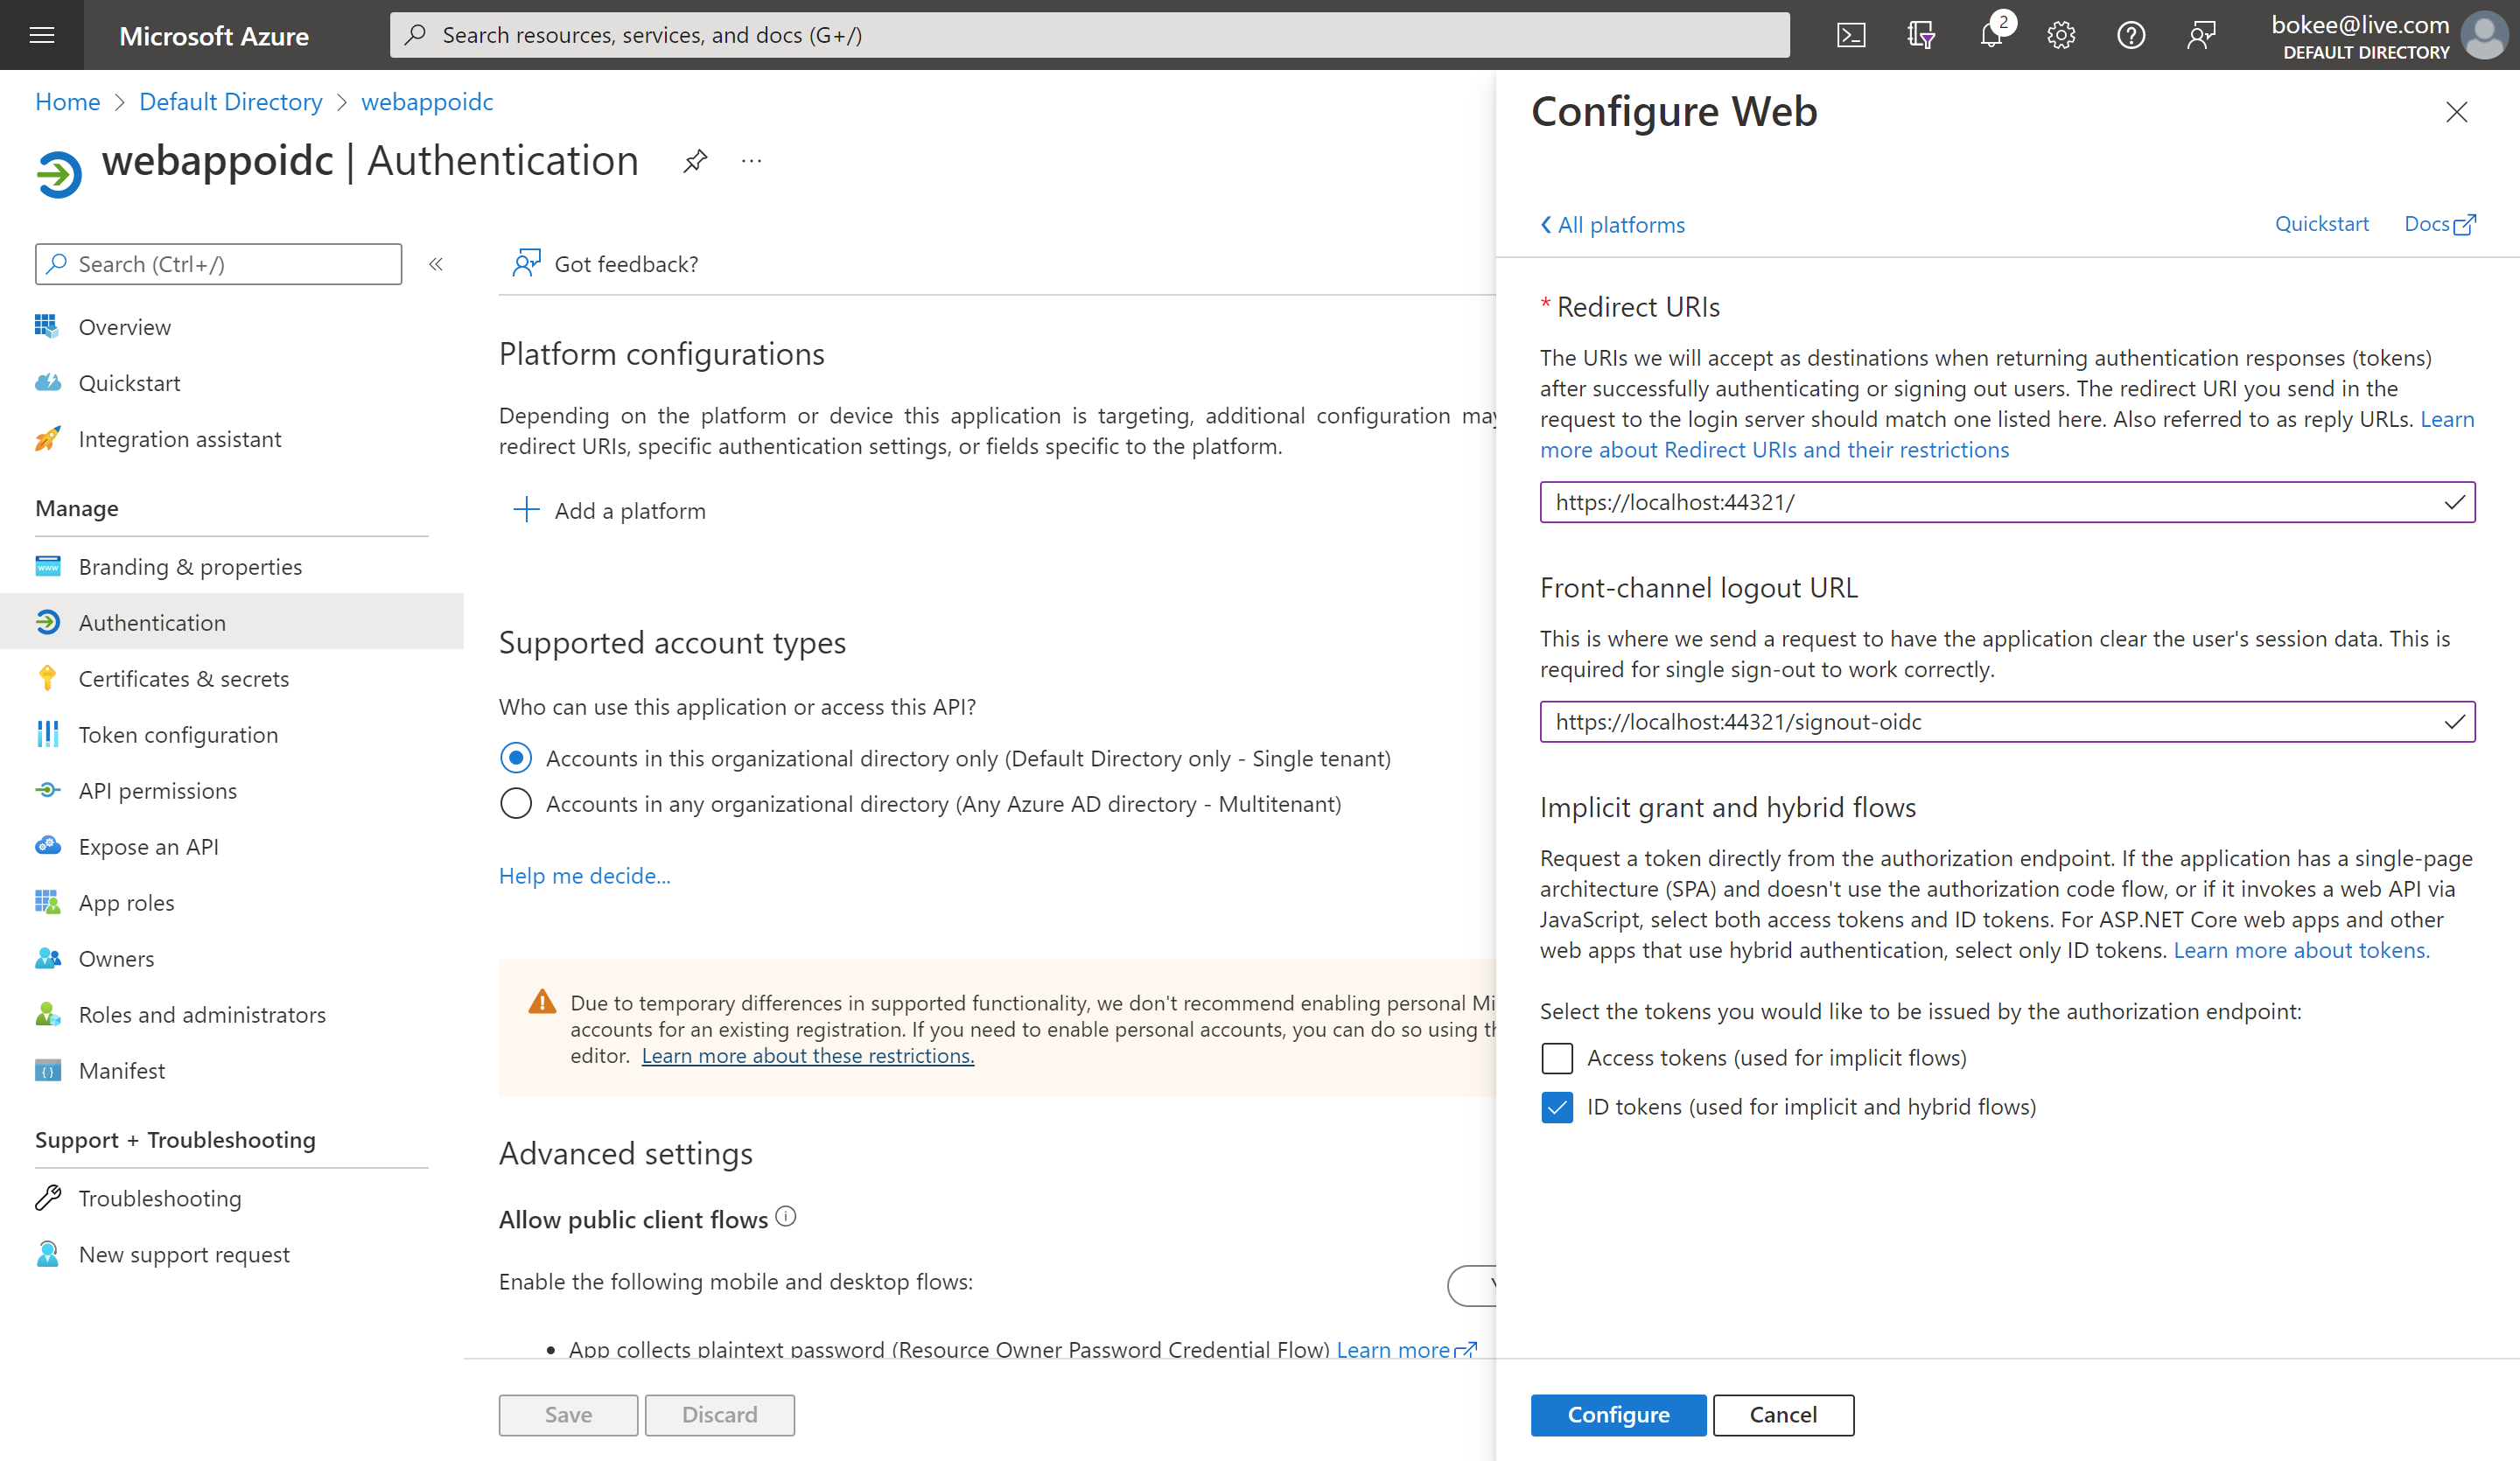 Microsoft Azure
Search resources, services, and docs (G+/)
2
bokee@live.com
DEFAULT DIRECTORY
Home > Default Directory > webappoidc
webappoidc | Authentication
...
Search (Ctrl+/)
«
Overview
Quickstart
Integration assistant
Manage
Branding & properties
Authentication
Certificates & secrets
Token configuration
API permissions
Expose an API
App roles
Owners
Roles and administrators
Manifest
Support + Troubleshooting
Troubleshooting
New support request
Got feedback?
Platform configurations
Depending on the platform or device this application is targeting, additional configuration may
redirect URIs, specific authentication settings, or fields specific to the platform.
Add a platform
Supported account types
Who can use this application or access this API?
Accounts in this organizational directory only (Default Directory only - Single tenant)
Accounts in any organizational directory (Any Azure AD directory - Multitenant)
Help me decide...
Due to temporary differences in supported functionality, we don't recommend enabling personal Mi
accounts for an existing registration. If you need to enable personal accounts, you can do so using th
editor. Learn more about these restrictions.
Advanced settings
Allow public client flows
Enable the following mobile and desktop flows:
• App collects plaintext password (Resource Owner Password Credential Flow) Learn more
Save
Discard
Configure Web
All platforms
Quickstart
Docs
* Redirect URIs
The URIs we will accept as destinations when returning authentication responses (tokens)
after successfully authenticating or signing out users. The redirect URI you send in the
request to the login server should match one listed here. Also referred to as reply URLs. Learn
more about Redirect URIs and their restrictions
https://localhost:44321/
Front-channel logout URL
This is where we send a request to have the application clear the user's session data. This is
required for single sign-out to work correctly.
https://localhost:44321/signout-oidc
Implicit grant and hybrid flows
Request a token directly from the authorization endpoint. If the application has a single-page
architecture (SPA) and doesn't use the authorization code flow, or if it invokes a web API via
JavaScript, select both access tokens and ID tokens. For ASP.NET Core web apps and other
web apps that use hybrid authentication, select only ID tokens. Learn more about tokens.
Select the tokens you would like to be issued by the authorization endpoint:
Access tokens (used for implicit flows)
ID tokens (used for implicit and hybrid flows)
Configure
Cancel